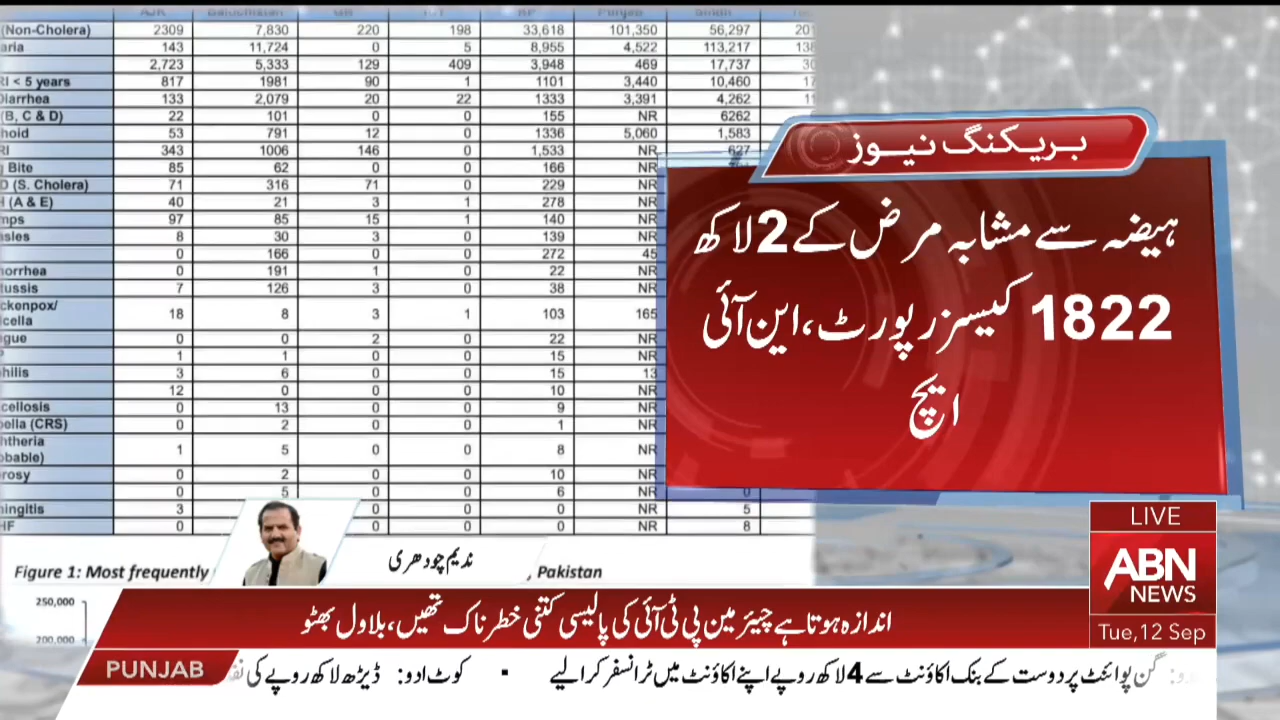 AJK Baluchistan GB ICT KP Punjab Sindh
(Non-Cholera) 2309 7,830 220 198 33,618 101,350 56,297
aria 143 11,724 0 5 8,955 4,522 113,217
2,723 5,333 129 409 3,948 469 17,737
RI < 5 years 817 1981 90 1 1101 3,440 10,460
Diarrhea 133 2,079 20 22 1333 3,391 4,262
(B, C & D) 22 101 0 0 155 NR 6262
hoid 53 791 12 0 1336 5,060 1,583
RI 343 1006 146 0 1,533 NR 627
Bite 85 62 0 0 166 NR
D (S. Cholera) 71 316 71 0 229 NR
(A & E) 40 21 3 1 278 NR
mps 97 85 15 1 140 NR
sles 8 30 3 0 139 NR
0 166 0 0 272 45
orrhea 0 191 1 0 22 NR
tussis 7 126 3 0 38 NR
ckenpox/
cella 18 8 3 1 103 165
gue 0 0 2 0 22 NR
1 1 0 0 15 NR
philis 3 6 0 0 15 13
12 0 0 0 10 NR
cellosis 0 13 0 0 9 NR
bella (CRS) 0 2 0 0 1 NR
htheria
obable) 1 5 0 0 8 NR
rosy 0 2 0 0 10 NR
0 5 0 0 6 NR 0
ningitis 3 0 0 0 NR 5
HF 0 0 0 0 NR 8
Figure 1: Most frequently , Pakistan
250,000
200,000
بریکنگ نیوز
ہیضہ سے مشابہ مرض کے 2 لاکھ
1822 کیسز رپورٹ، این آئی
ایچ
ندیم چودھری
LIVE
ABN
NEWS
Tue,12 Sep
اندازہ ہوتا ہے چیئرمین پی ٹی آئی کی پالیسی کتنی خطرناک تھیں، بلاول بھٹو
PUNJAB
گن پوائنٹ پر دوست کے بنک اکاؤنٹ سے 4 لاکھ روپے اپنے اکاؤنٹ میں ٹرانسفر کرا لیے ▪ کوٹ ادو: ڈیڑھ لاکھ روپے کی